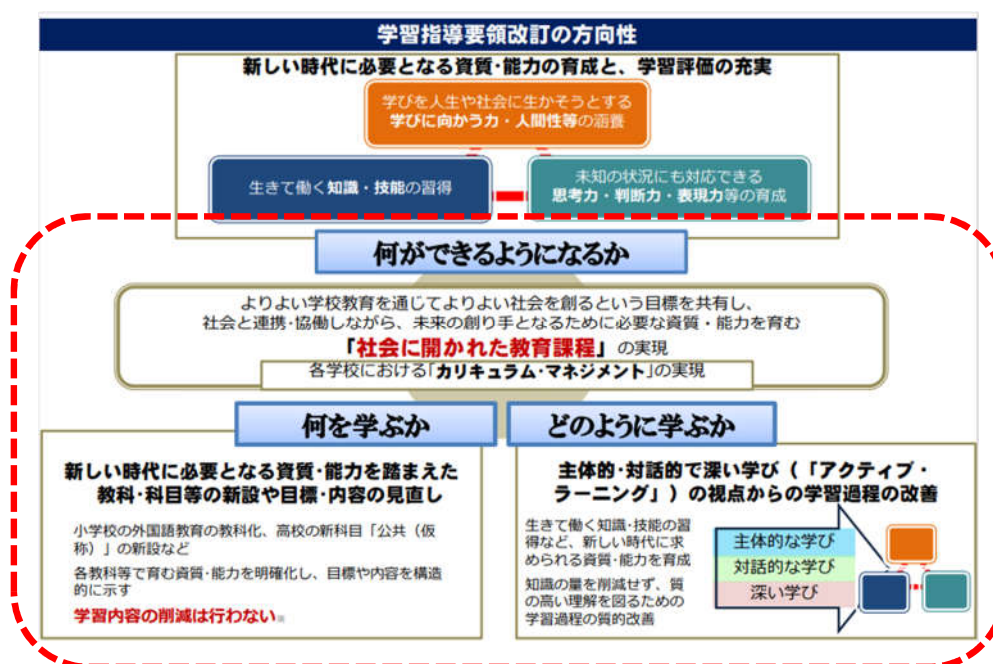 学習指導要領改訂の方向性
新しい時代に必要となる資質・能力の育成と、学習評価の充実
学びを人生や社会に生かそうとする
学びに向かう力・人間性等の涵養
生きて働く知識・技能の習得
未知の状況にも対応できる
思考力・判断力・表現力等の育成
何ができるようになるか
よりよい学校教育を通じてよりよい社会を創るという目標を共有し、
社会と連携・協働しながら、未来の創り手となるために必要な資質・能力を育む
「社会に開かれた教育課程」の実現
各学校における「カリキュラム・マネジメント」の実現
何を学ぶか
新しい時代に必要となる資質・能力を踏まえた
教科・科目等の新設や目標・内容の見直し
小学校の外国語教育の教科化、高校の新科目「公共（仮
称）」の新設など
各教科等で育む資質・能力を明確化し、目標や内容を構造
的に示す
学習内容の削減は行わない
どのように学ぶか
主体的・対話的で深い学び（「アクティブ・
ラーニング」）の視点からの学習過程の改善
生きて働く知識・技能の習
得など、新しい時代に求
められる資質・能力を育成
知識の量を削減せず、質
の高い理解を図るための
学習過程の質的改善
主体的な学び
対話的な学び
深い学び